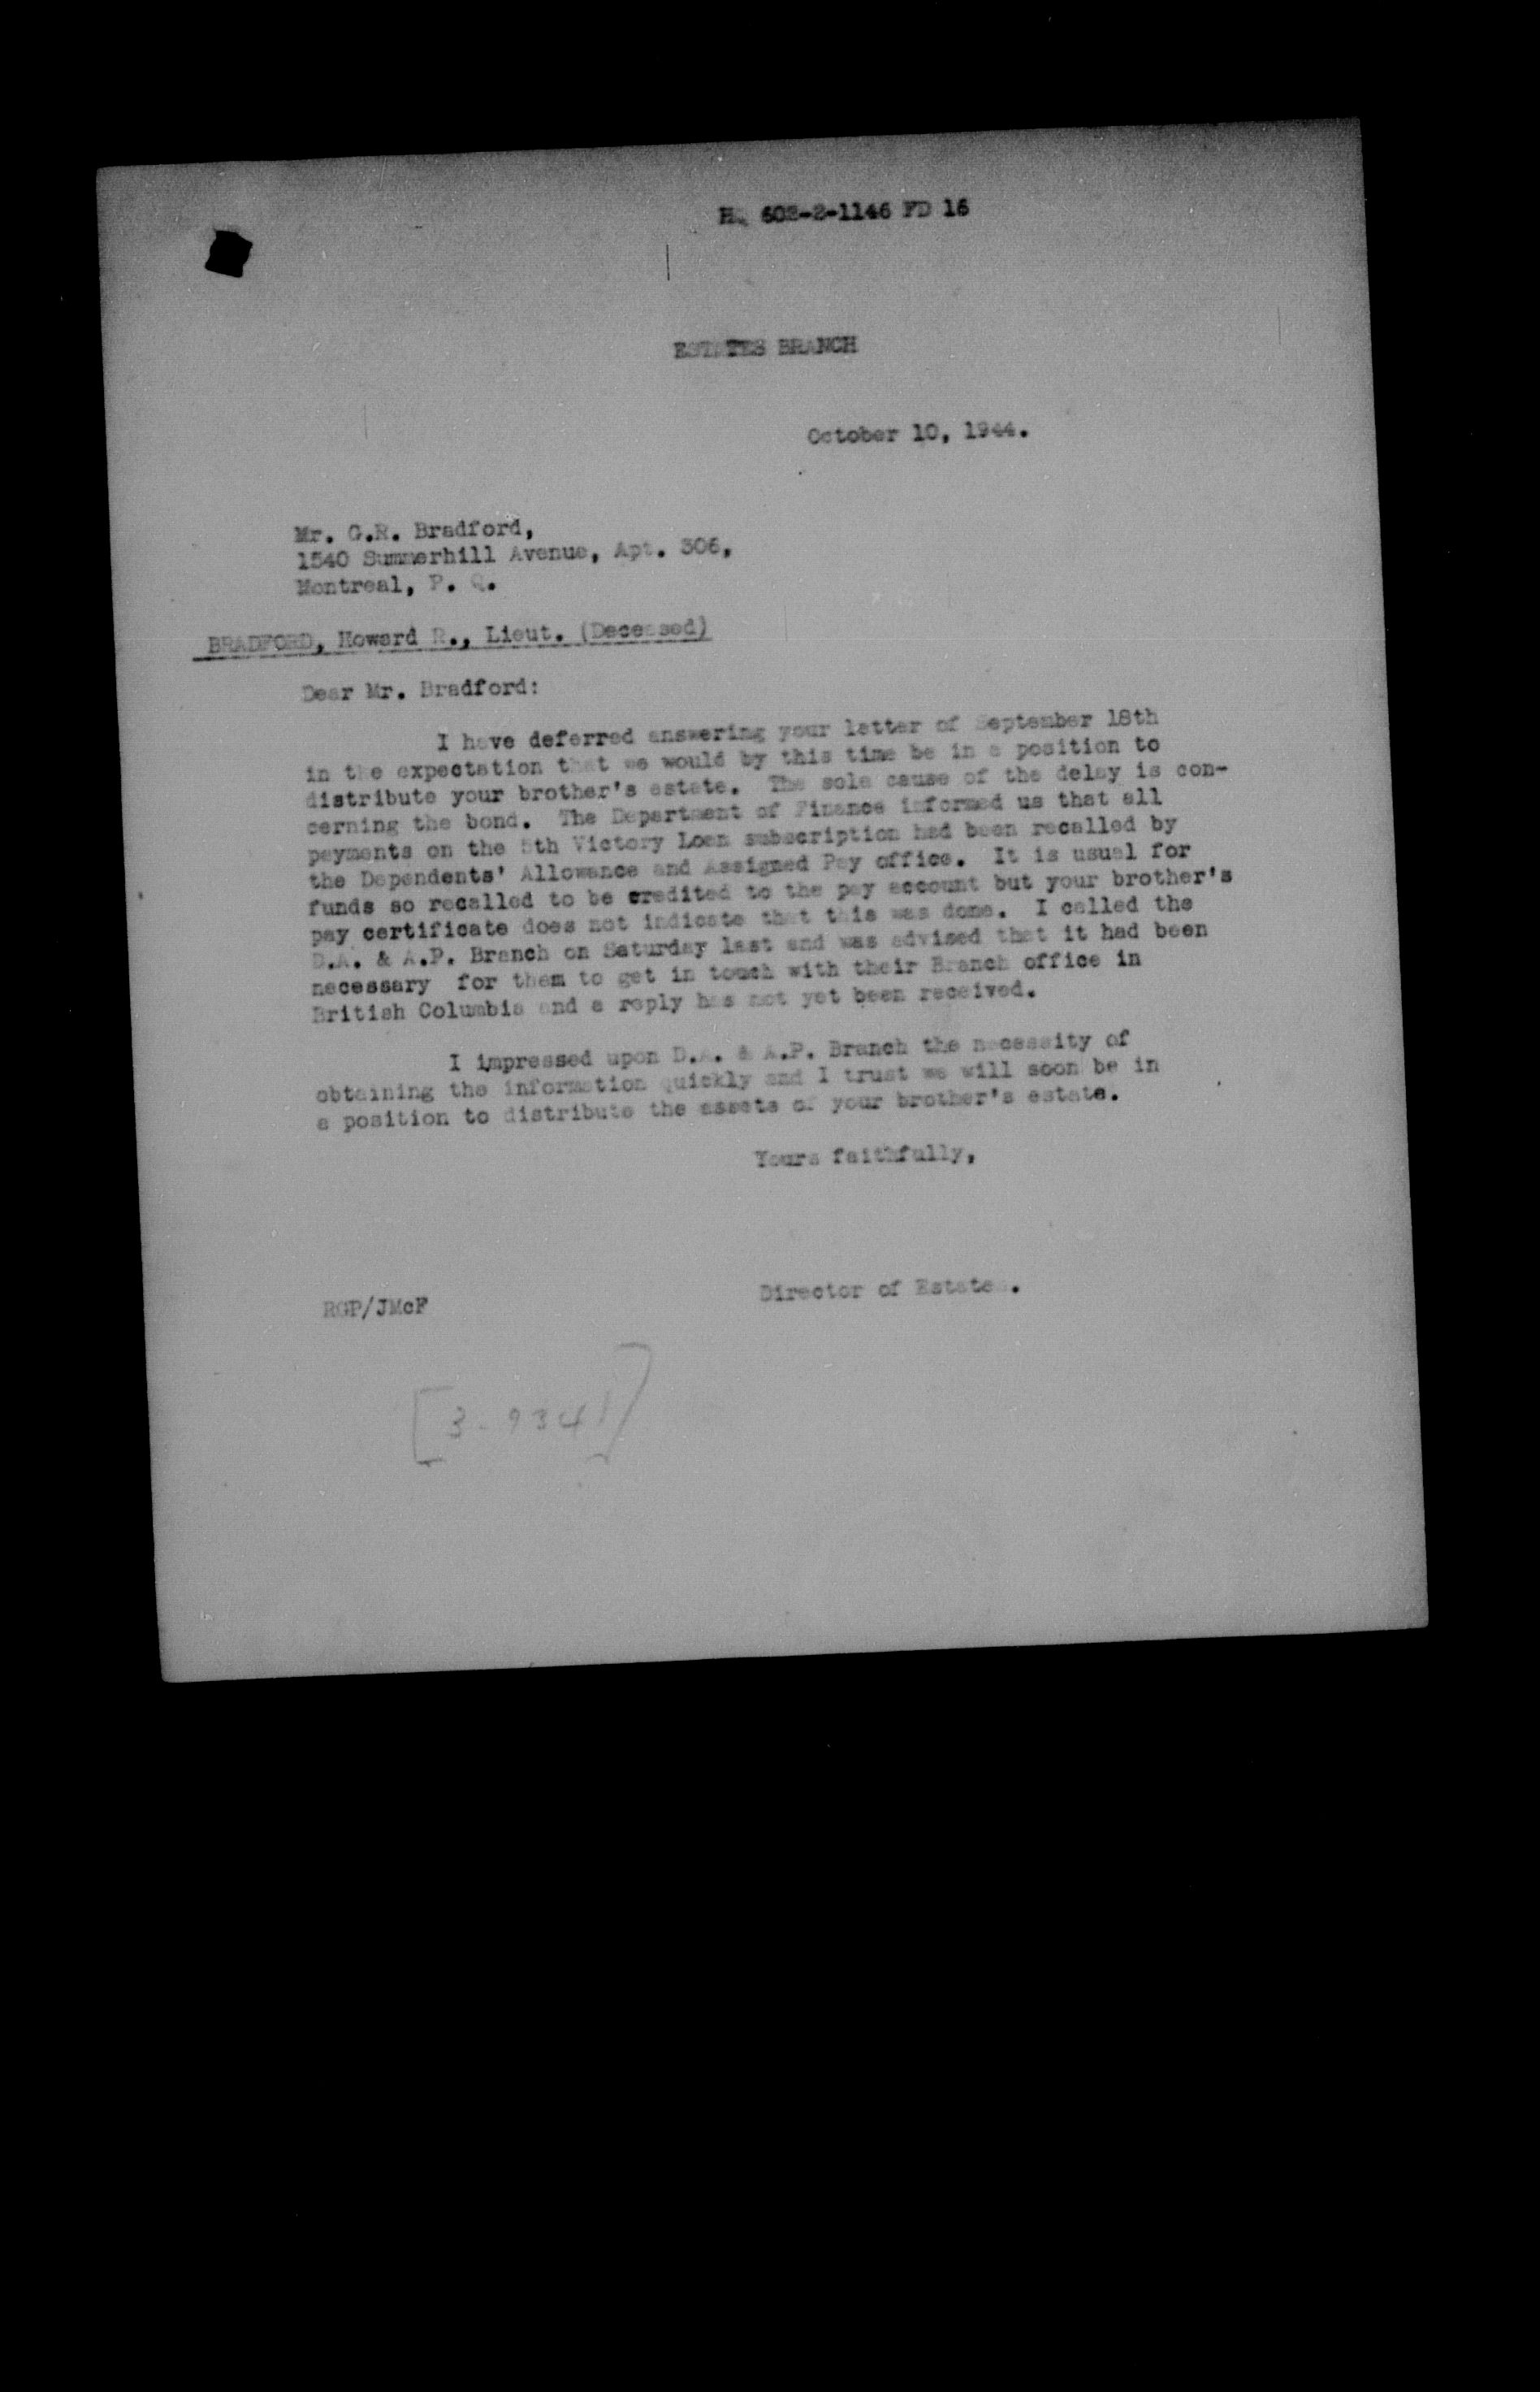 HQ 602-2-1146 FD 16
ESTATES BRANCH
October 10, 1944.
Mr. G.R. Bradford,
1540 Summerhill Avenue, Apt. 306,
Montreal, P. Q.
BRADFORD, Howard R., Lieut. (Deceased)
Dear Mr. Bradford:
I have deferred answering your letter of September 18th
in the expectation that we would by this time be in a position to
distribute your brother's estate. The sole cause of the delay is con-
cerning the bond. The Department of Finance informed us that all
payments on the 5th Victory Loan subscription had been recalled by
the Dependents' Allowance and Assigned Pay office. It is usual for
funds so recalled to be credited to the pay account but your brother's
pay certificate does not indicate that this was done. I called the
D.A. & A.P. Branch on Saturday last and was advised that it had been
necessary for them to get in touch with their Branch office in
British Columbia and a reply has not yet been received.
I impressed upon D.A. & A.P. Branch the necessity of
obtaining the information quickly and I trust we will soon be in
a position to distribute the assets of your brother's estate.
Yours faithfully,
Director of Estates.
RGP/JMcF
[3-9341]